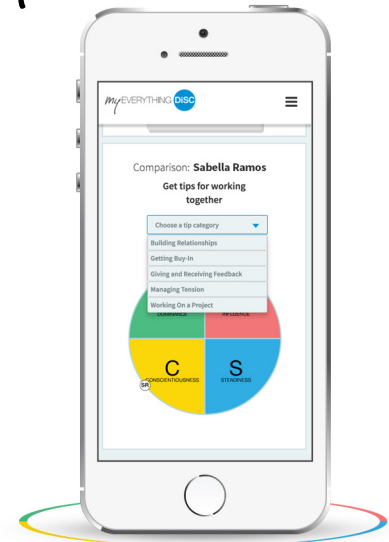 my EVERYTHING DiSC
Comparison: Sabella Ramos
Get tips for working
together
Choose a tip category
Building Relationships
Getting Buy-In
Giving and Receiving Feedback
Managing Tension
Working On a Project
DOMINANCE INFLUENCE
C S
CONSCIENTIOUSNESS STEADINESS
SR